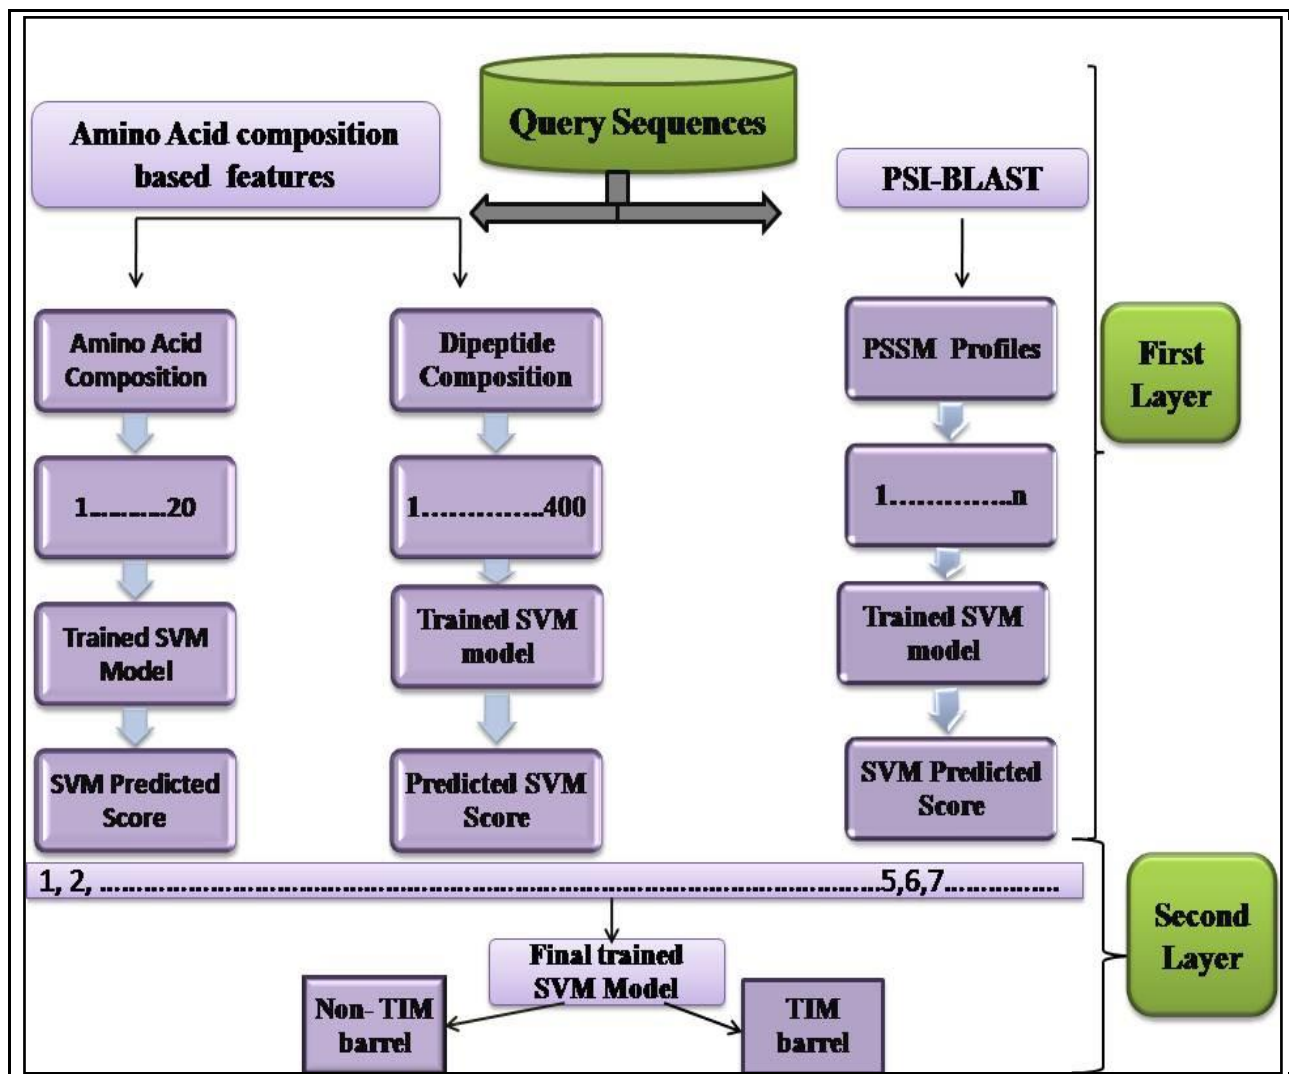 Query Sequences
Amino Acid composition
based features
PSI-BLAST
Amino Acid
Composition
Dipeptide
Composition
PSSM Profiles
First
Layer
1...........20
1..............400
1..............n
Trained SVM
Model
Trained SVM
model
Trained SVM
model
SVM Predicted
Score
Predicted SVM
Score
SVM Predicted
Score
1, 2, ...........................................................................................................5,6,7................
Second
Layer
Final trained
SVM Model
Non- TIM
barrel
TIM
barrel